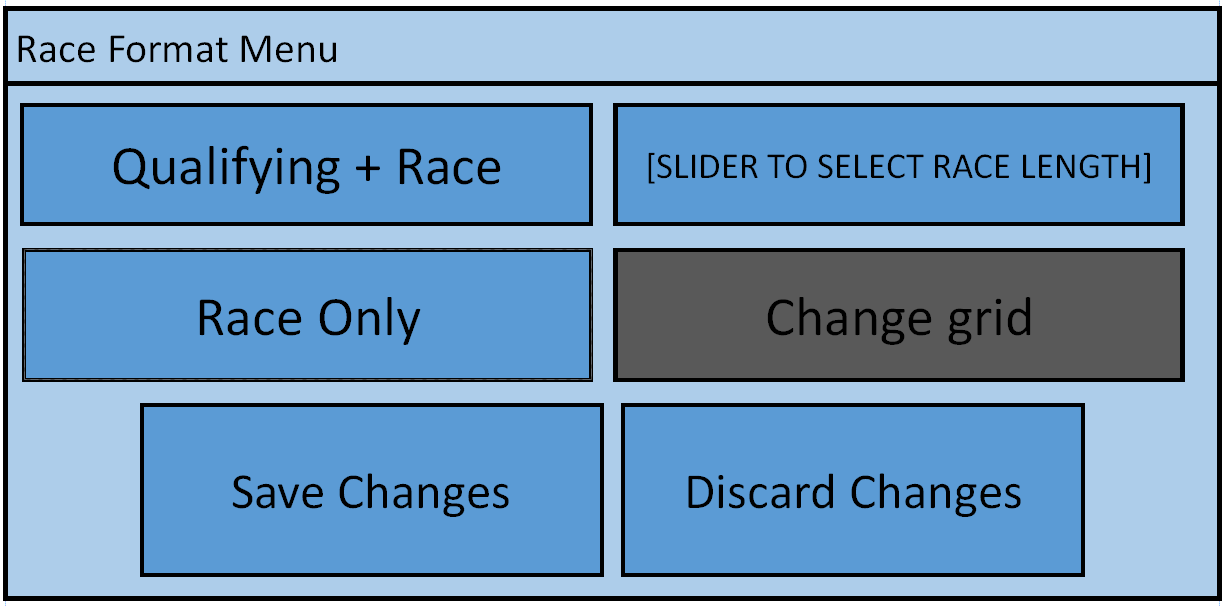 Race Format Menu
Qualifying + Race
[SLIDER TO SELECT RACE LENGTH]
Race Only
Change grid
Save Changes
Discard Changes